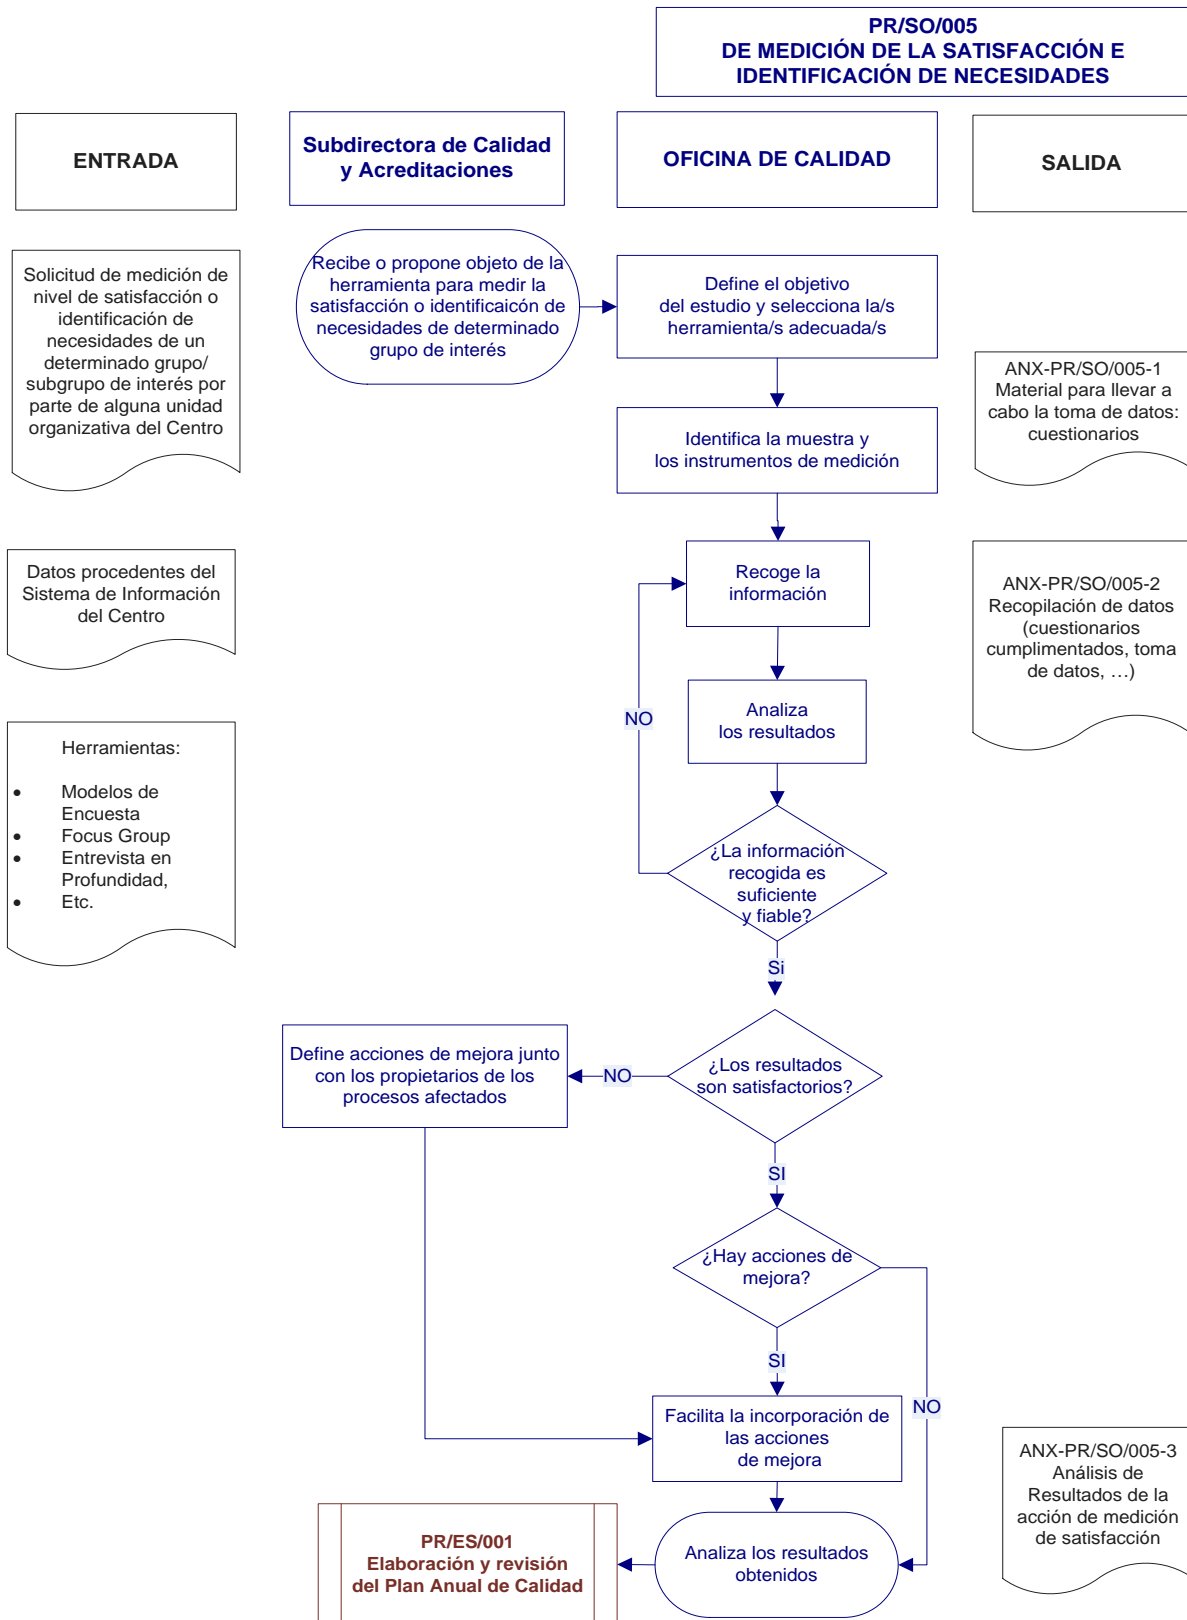 PR/SO/005
DE MEDICIÓN DE LA SATISFACCIÓN E
IDENTIFICACIÓN DE NECESIDADES
ENTRADA
Subdirectora de Calidad
y Acreditaciones
OFICINA DE CALIDAD
SALIDA
Solicitud de medición de
nivel de satisfacción o
identificación de
necesidades de un
determinado grupo/
subgrupo de interés por
parte de alguna unidad
organizativa del Centro
Recibe o propone objeto de la
herramienta para medir la
satisfacción o identificaicón de
necesidades de determinado
grupo de interés
Define el objetivo
del estudio y selecciona la/s
herramienta/s adecuada/s
ANX-PR/SO/005-1
Material para llevar a
cabo la toma de datos:
cuestionarios
Identifica la muestra y
los instrumentos de medición
Datos procedentes del
Sistema de Información
del Centro
Recoge la
información
ANX-PR/SO/005-2
Recopilación de datos
(cuestionarios
cumplimentados, toma
de datos, …)
Herramientas:
• Modelos de
Encuesta
• Focus Group
• Entrevista en
Profundidad,
• Etc.
NO
Analiza
los resultados
¿La información
recogida es
suficiente
y fiable?
Si
Define acciones de mejora junto
con los propietarios de los
procesos afectados
NO
¿Los resultados
son satisfactorios?
SI
¿Hay acciones de
mejora?
SI
NO
Facilita la incorporación de
las acciones
de mejora
ANX-PR/SO/005-3
Análisis de
Resultados de la
acción de medición
de satisfacción
PR/ES/001
Elaboración y revisión
del Plan Anual de Calidad
Analiza los resultados
obtenidos